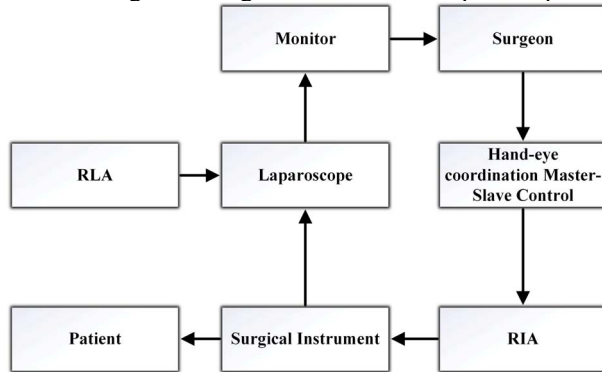 Monitor
Surgeon
RLA
Laparoscope
Hand-eye
coordination Master-
Slave Control
Patient
Surgical Instrument
RIA